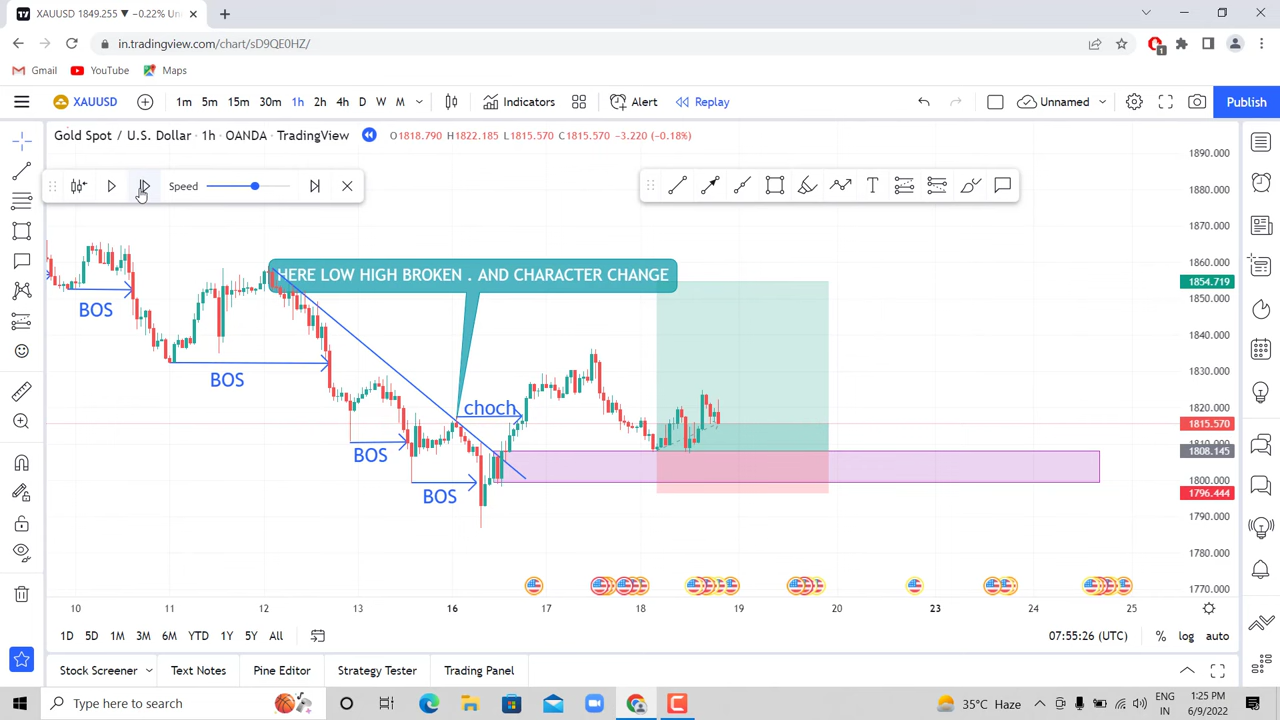 XAUUSD 1849.255 ▼ −0.22% Un
in.tradingview.com/chart/sD9QE0HZ/
1
Gmail YouTube Maps
XAUUSD 1m 5m 15m 30m 1h 2h 4h D W M Indicators Alert Replay Unnamed Publish
Gold Spot / U.S. Dollar · 1h · OANDA · TradingView O1818.790 H1822.185 L1815.570 C1815.570 −3.220 (−0.18%)
Speed
1890.000
1880.000
1870.000
1860.000
1854.719
1850.000
1840.000
1830.000
1820.000
1815.570
1808.145
1800.000
1796.444
1790.000
1780.000
1770.000
HERE LOW HIGH BROKEN . AND CHARACTER CHANGE
BOS
BOS
choch
BOS
BOS
10 11 12 13 16 17 18 19 20 23 24 25
1D 5D 1M 3M 6M YTD 1Y 5Y All 07:55:26 (UTC) % log auto
Stock Screener Text Notes Pine Editor Strategy Tester Trading Panel
Type here to search
35°C Haze
ENG
IN
1:25 PM
6/9/2022